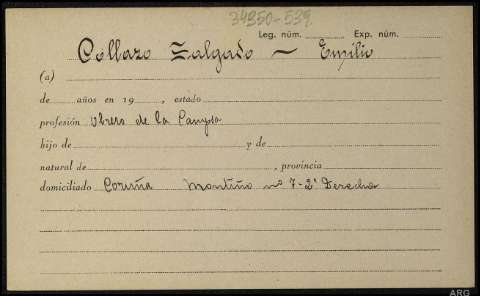 34950-539
Leg. núm. Exp. núm.
Collazo Salgado — Emilio
(a)
de años en 19 , estado
profesión obrero de la Campsa
hijo de y de
natural de , provincia
domiciliado Coruña Montiño nº 7-2º Derecha
ARG